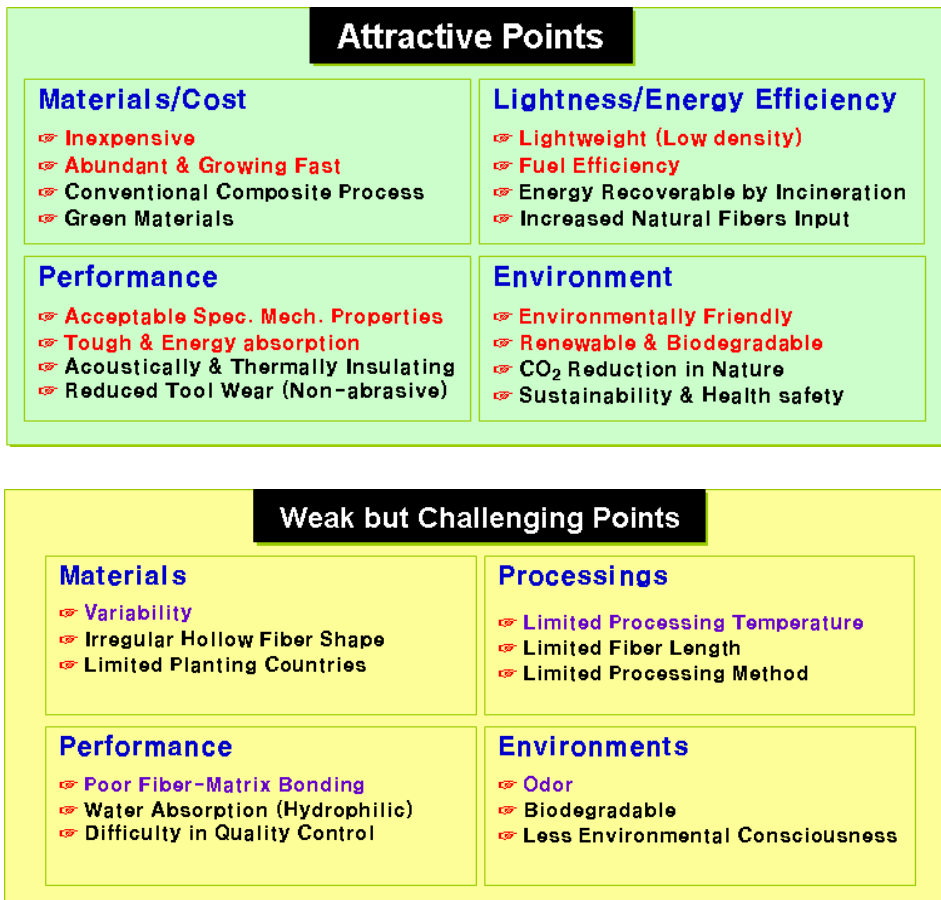 Attractive Points
Materials/Cost
☞ Inexpensive
☞ Abundant & Growing Fast
☞ Conventional Composite Process
☞ Green Materials
Lightness/Energy Efficiency
☞ Lightweight (Low density)
☞ Fuel Efficiency
☞ Energy Recoverable by Incineration
☞ Increased Natural Fibers Input
Performance
☞ Acceptable Spec. Mech. Properties
☞ Tough & Energy absorption
☞ Acoustically & Thermally Insulating
☞ Reduced Tool Wear (Non-abrasive)
Environment
☞ Environmentally Friendly
☞ Renewable & Biodegradable
☞ CO₂ Reduction in Nature
☞ Sustainability & Health safety
Weak but Challenging Points
Materials
☞ Variability
☞ Irregular Hollow Fiber Shape
☞ Limited Planting Countries
Processings
☞ Limited Processing Temperature
☞ Limited Fiber Length
☞ Limited Processing Method
Performance
☞ Poor Fiber-Matrix Bonding
☞ Water Absorption (Hydrophilic)
☞ Difficulty in Quality Control
Environments
☞ Odor
☞ Biodegradable
☞ Less Environmental Consciousness